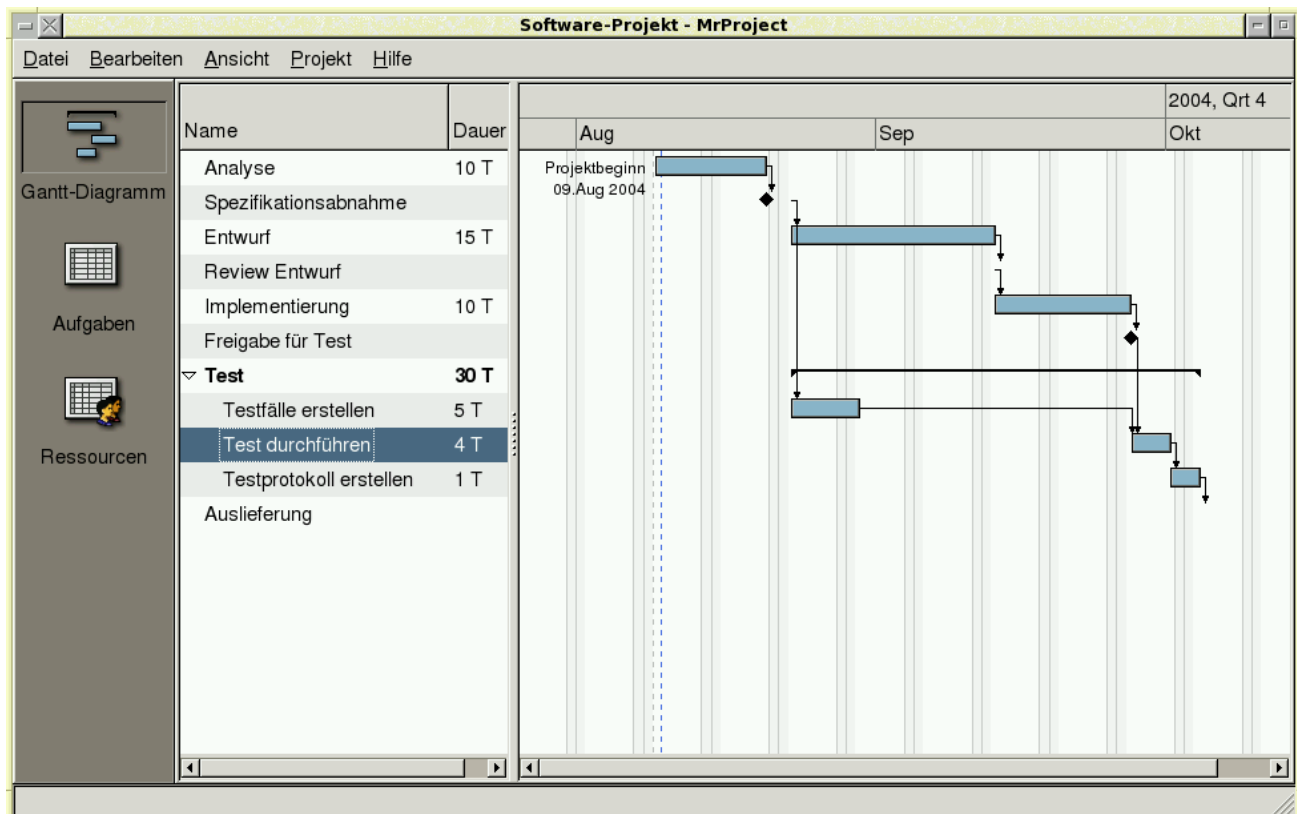 Software-Projekt - MrProject
Datei Bearbeiten Ansicht Projekt Hilfe
Gantt-Diagramm
Aufgaben
Ressourcen
Name Dauer
Analyse 10 T
Spezifikationsabnahme
Entwurf 15 T
Review Entwurf
Implementierung 10 T
Freigabe für Test
Test 30 T
Testfälle erstellen 5 T
Test durchführen 4 T
Testprotokoll erstellen 1 T
Auslieferung
2004, Qrt 4
Aug Sep Okt
Projektbeginn
09.Aug 2004